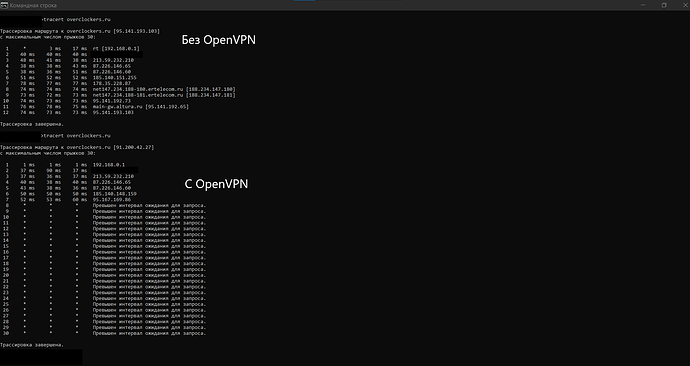 Командная строка
>tracert overclockers.ru
Трассировка маршрута к overclockers.ru [95.141.193.103]
с максимальным числом прыжков 30:
Без OpenVPN
1 * 3 ms 17 ms rt [192.168.0.1]
2 40 ms 40 ms 40 ms
3 48 ms 41 ms 38 ms 213.59.232.210
4 38 ms 38 ms 43 ms 87.226.146.65
5 38 ms 36 ms 51 ms 87.226.146.60
6 51 ms 52 ms 52 ms 185.140.151.255
7 78 ms 77 ms 77 ms 178.35.228.87
8 74 ms 74 ms 74 ms net147.234.188-180.ertelecom.ru [188.234.147.180]
9 73 ms 72 ms 73 ms net147.234.188-181.ertelecom.ru [188.234.147.181]
10 74 ms 73 ms 73 ms 95.141.192.73
11 76 ms 78 ms 75 ms main-gw.altura.ru [95.141.192.65]
12 74 ms 73 ms 73 ms 95.141.193.103
Трассировка завершена.
>tracert overclockers.ru
Трассировка маршрута к overclockers.ru [91.200.42.27]
с максимальным числом прыжков 30:
1 1 ms 1 ms 1 ms 192.168.0.1
2 37 ms 90 ms 37 ms
3 37 ms 36 ms 36 ms 213.59.232.210
4 40 ms 38 ms 40 ms 87.226.146.65
С OpenVPN
5 43 ms 38 ms 36 ms 87.226.146.60
6 50 ms 50 ms 50 ms 185.140.148.159
7 52 ms 53 ms 60 ms 95.167.169.86
8 * * * Превышен интервал ожидания для запроса.
9 * * * Превышен интервал ожидания для запроса.
10 * * * Превышен интервал ожидания для запроса.
11 * * * Превышен интервал ожидания для запроса.
12 * * * Превышен интервал ожидания для запроса.
13 * * * Превышен интервал ожидания для запроса.
14 * * * Превышен интервал ожидания для запроса.
15 * * * Превышен интервал ожидания для запроса.
16 * * * Превышен интервал ожидания для запроса.
17 * * * Превышен интервал ожидания для запроса.
18 * * * Превышен интервал ожидания для запроса.
19 * * * Превышен интервал ожидания для запроса.
20 * * * Превышен интервал ожидания для запроса.
21 * * * Превышен интервал ожидания для запроса.
22 * * * Превышен интервал ожидания для запроса.
23 * * * Превышен интервал ожидания для запроса.
24 * * * Превышен интервал ожидания для запроса.
25 * * * Превышен интервал ожидания для запроса.
26 * * * Превышен интервал ожидания для запроса.
27 * * * Превышен интервал ожидания для запроса.
28 * * * Превышен интервал ожидания для запроса.
29 * * * Превышен интервал ожидания для запроса.
30 * * * Превышен интервал ожидания для запроса.
Трассировка завершена.